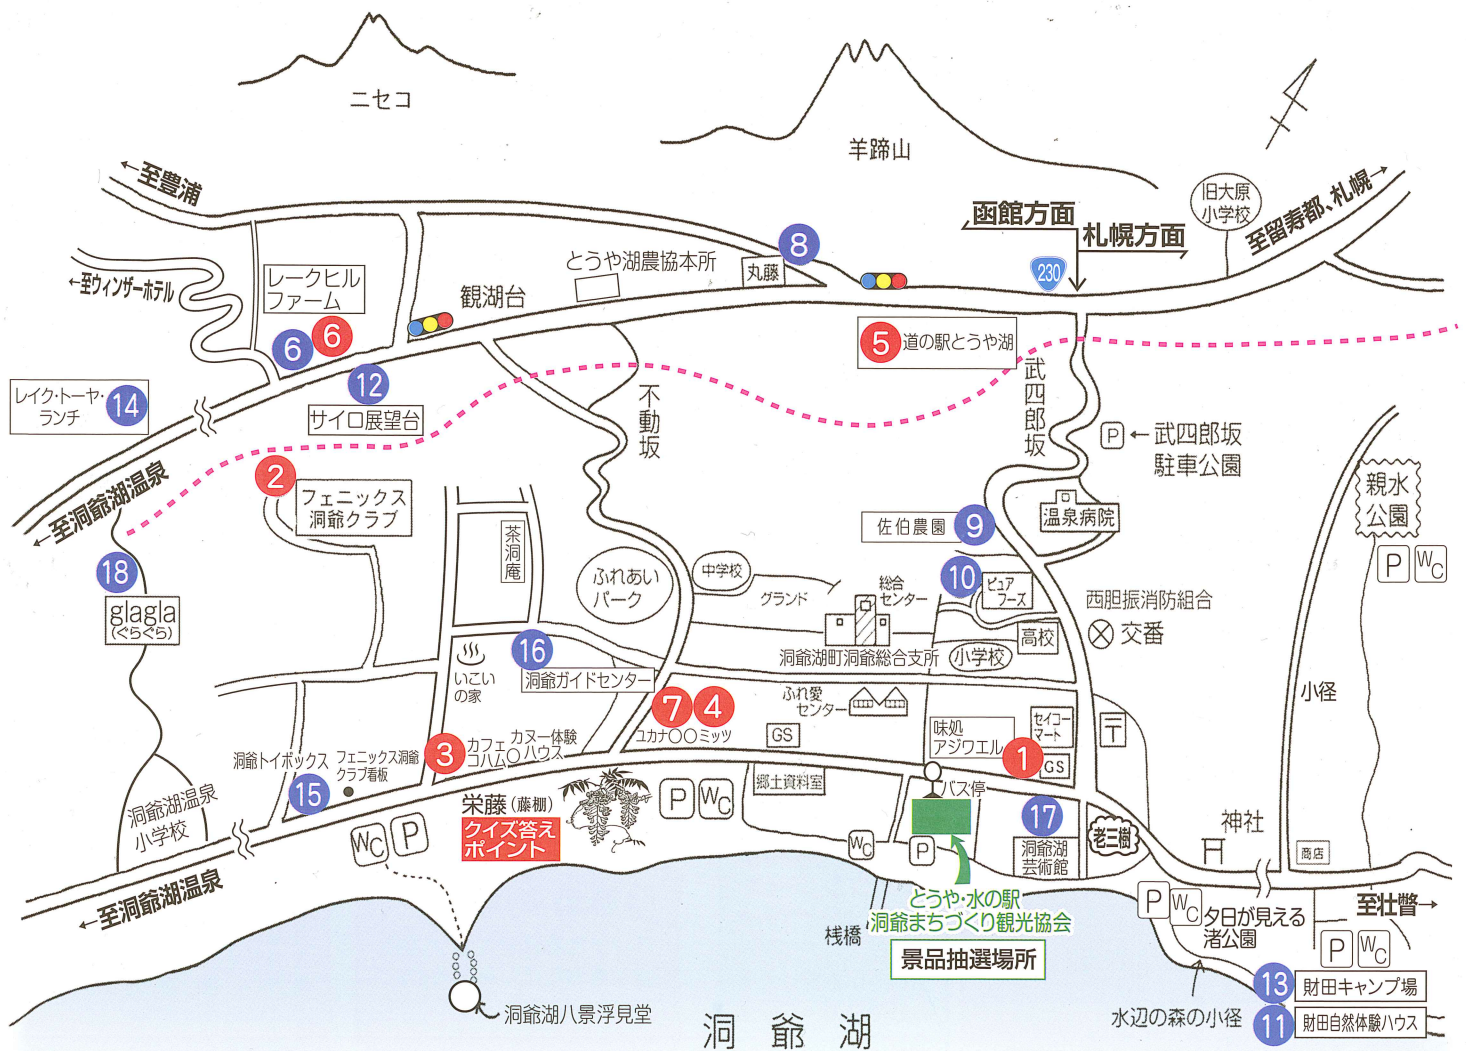 ニセコ
羊蹄山
←至豊浦
旧大原
小学校
函館方面
札幌方面
至留寿都、札幌→
230
8
丸藤
とうや湖農協本所
観湖台
←至ウィンザーホテル
レークヒル
ファーム
6
6
12
サイロ展望台
レイク・トーヤ・
ランチ
14
5
道の駅とうや湖
武四郎坂
不動坂
P
←武四郎坂
駐車公園
親水
公園
P
WC
←至洞爺湖温泉
2
フェニックス
洞爺クラブ
茶洞庵
佐伯農園
9
温泉病院
18
glagla
(ぐらぐら)
ふれあい
パーク
中学校
グランド
総合
センター
10
ピュア
フーズ
西胆振消防組合
交番
高校
小学校
洞爺湖町洞爺総合支所
16
洞爺ガイドセンター
いこい
の家
小径
7
4
ユカナ〇〇ミッツ
ふれ愛
センター
GS
味処
アジワエル
1
セイコー
マート
GS
〒
洞爺トイボックス
15
フェニックス洞爺
クラブ看板
3
カフェ
コハム
カヌー体験
ハウス
栄藤(藤棚)
クイズ答え
ポイント
P
WC
郷土資料室
バス停
17
洞爺湖
芸術館
老三樹
神社
商店
洞爺湖温泉
小学校
WC
P
WC
P
←至洞爺湖温泉
とうや・水の駅
洞爺まちづくり観光協会
景品抽選場所
桟橋
P
WC
夕日が見える
渚公園
至壮瞥→
P
WC
13
財田キャンプ場
11
財田自然体験ハウス
水辺の森の小径
洞爺湖八景浮見堂
洞爺湖